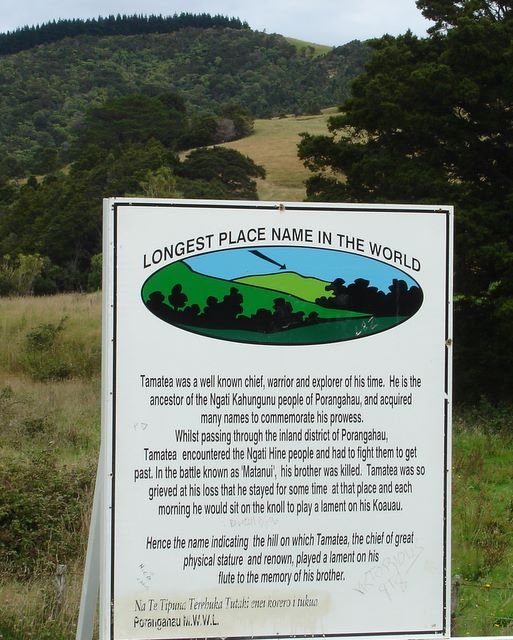 LONGEST PLACE NAME IN THE WORLD
Tamatea was a well known chief, warrior and explorer of his time. He is the
ancestor of the Ngati Kahungunu people of Porangahau, and acquired
many names to commemorate his prowess.
Whilst passing through the inland district of Porangahau,
Tamatea encountered the Ngati Hine people and had to fight them to get
past. In the battle known as 'Matanui', his brother was killed. Tamatea was so
grieved at his loss that he stayed for some time at that place and each
morning he would sit on the knoll to play a lament on his Koauau.
Hence the name indicating the hill on which Tamatea, the chief of great
physical stature and renown, played a lament on his
flute to the memory of his brother.
Na Te Tipuna Terehuka Tutaki enei korero i tukua
Porangahau M.W.W.L.